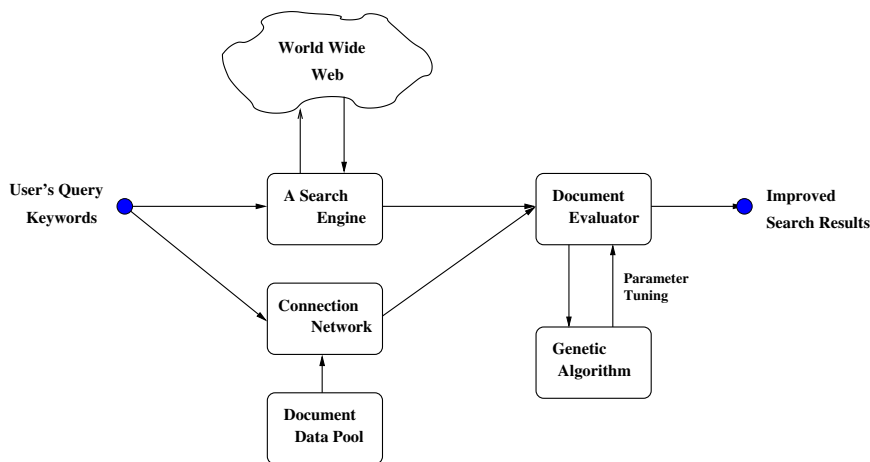 World Wide
Web
User's Query
Keywords
A Search
Engine
Document
Evaluator
Improved
Search Results
Parameter
Tuning
Connection
Network
Genetic
Algorithm
Document
Data Pool